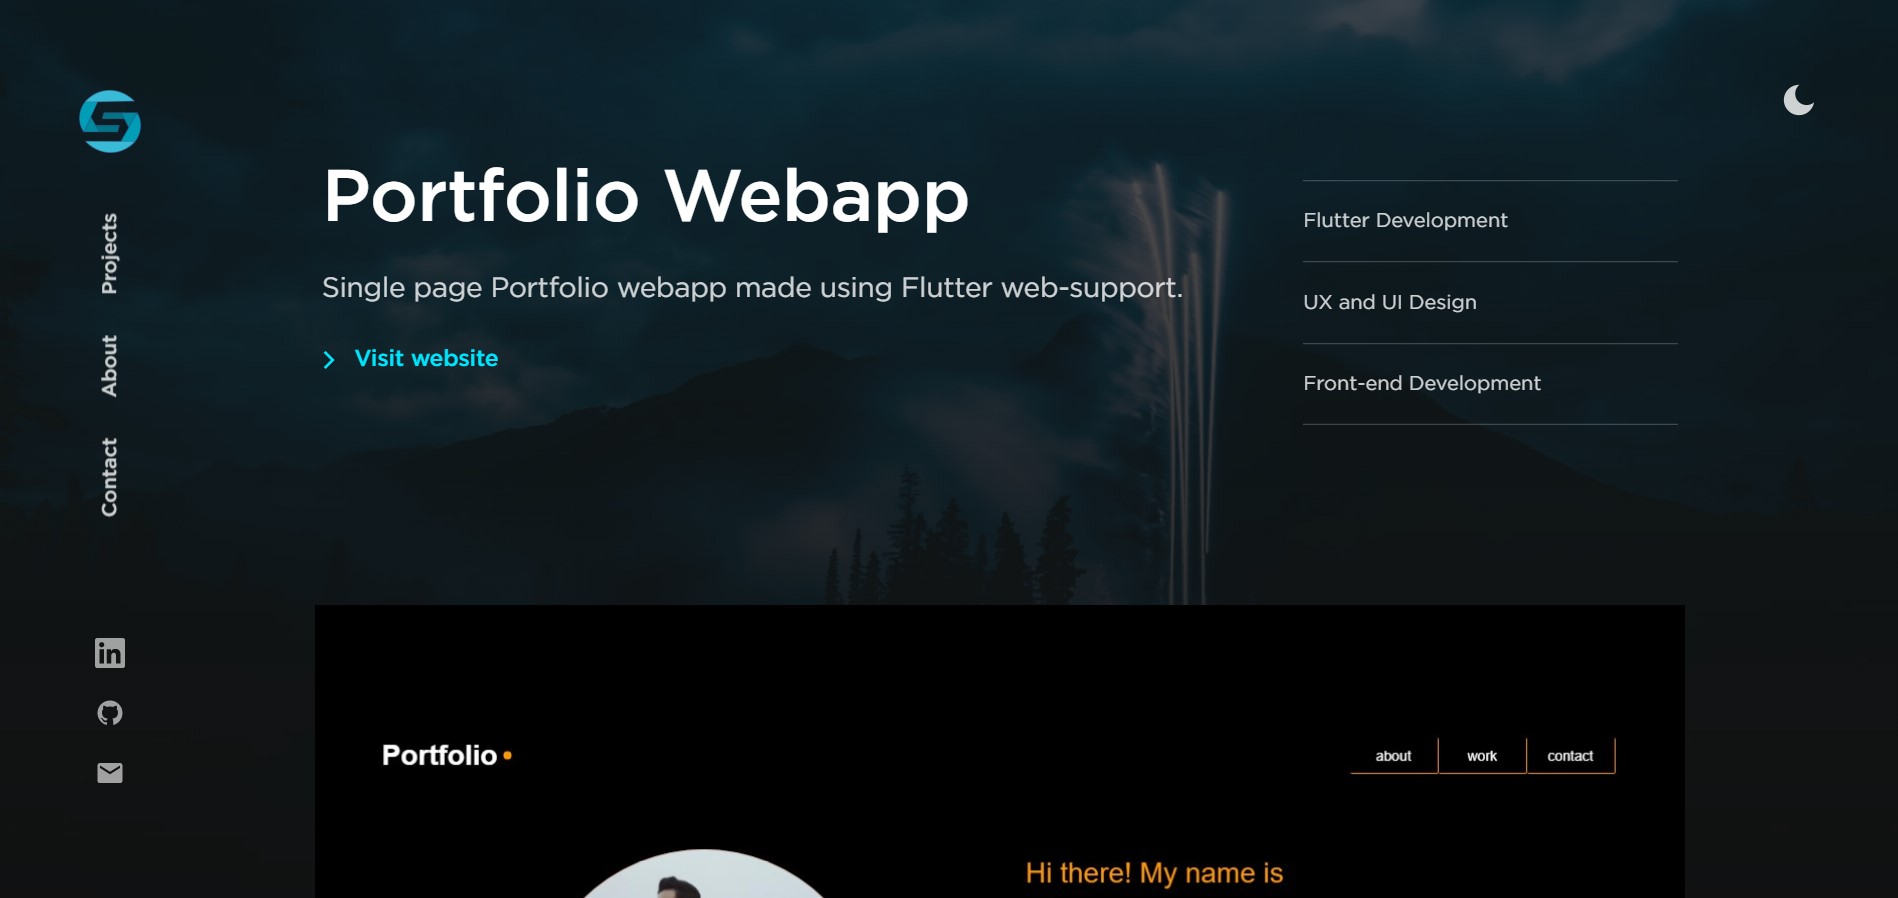 Projects
About
Contact
Portfolio Webapp
Single page Portfolio webapp made using Flutter web-support.
Visit website
Flutter Development
UX and UI Design
Front-end Development
in
Portfolio
about work contact
Hi there! My name is